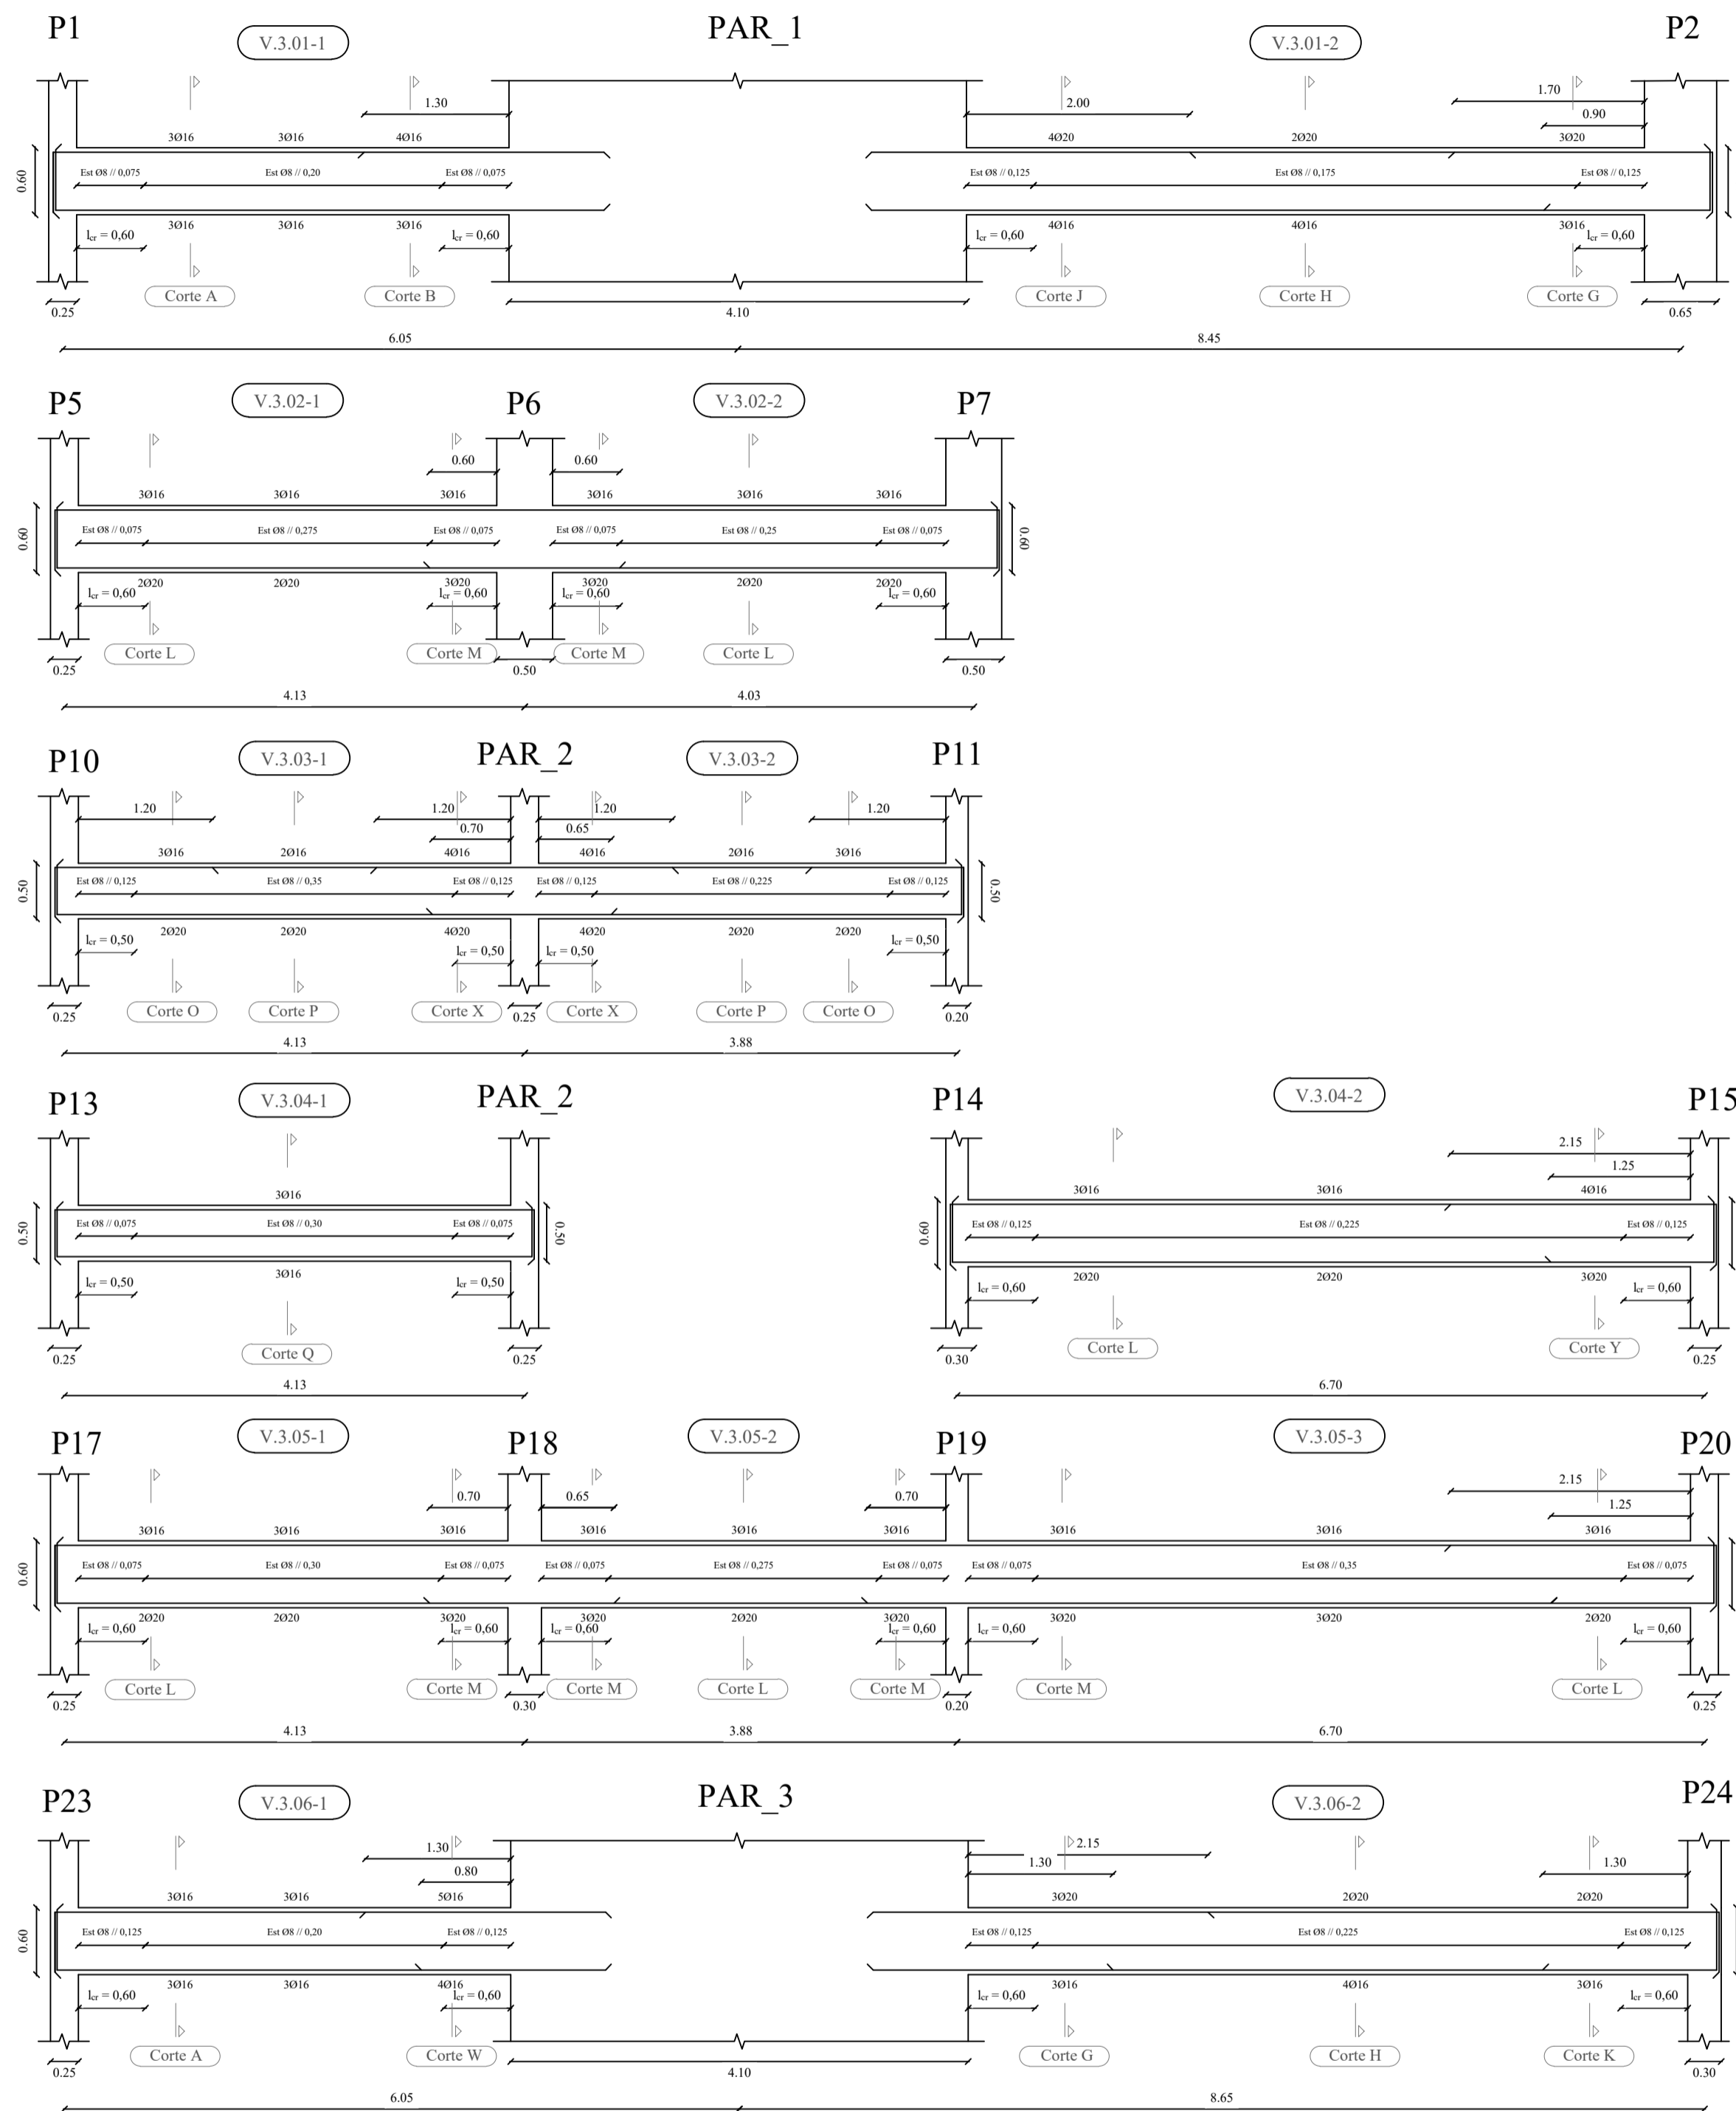 P1 V.3.01-1 PAR_1 V.3.01-2 P2
1.30 2.00 1.70
0.90
3Ø16 3Ø16 4Ø16 4Ø20 2Ø20 3Ø20
0.60 Est Ø8 // 0,075 Est Ø8 // 0,20 Est Ø8 // 0,075 Est Ø8 // 0,125 Est Ø8 // 0,175 Est Ø8 // 0,125
3Ø16 3Ø16 3Ø16 4Ø16 4Ø16 3Ø16
lcr = 0,60 lcr = 0,60 lcr = 0,60 lcr = 0,60
Corte A Corte B Corte J Corte H Corte G
0.25 4.10 0.65
6.05 8.45
P5 V.3.02-1 P6 V.3.02-2 P7
0.60 0.60
3Ø16 3Ø16 3Ø16 3Ø16 3Ø16 3Ø16
0.60 Est Ø8 // 0,075 Est Ø8 // 0,275 Est Ø8 // 0,075 Est Ø8 // 0,075 Est Ø8 // 0,25 Est Ø8 // 0,075 0.60
2Ø20 2Ø20 3Ø20 3Ø20 2Ø20 2Ø20
lcr = 0,60 lcr = 0,60 lcr = 0,60 lcr = 0,60
Corte L Corte M Corte M Corte L
0.25 0.50 0.50
4.13 4.03
P10 V.3.03-1 PAR_2 V.3.03-2 P11
1.20 1.20 1.20 1.20
0.70 0.65
3Ø16 2Ø16 4Ø16 4Ø16 2Ø16 3Ø16
0.50 Est Ø8 // 0,125 Est Ø8 // 0,35 Est Ø8 // 0,125 Est Ø8 // 0,125 Est Ø8 // 0,225 Est Ø8 // 0,125 0.50
2Ø20 2Ø20 4Ø20 4Ø20 2Ø20 2Ø20
lcr = 0,50 lcr = 0,50 lcr = 0,50 lcr = 0,50
Corte O Corte P Corte X Corte X Corte P Corte O
0.25 0.25 0.20
4.13 3.88
P13 V.3.04-1 PAR_2 P14 V.3.04-2 P15
2.15
1.25
3Ø16 3Ø16 3Ø16 4Ø16
0.50 Est Ø8 // 0,075 Est Ø8 // 0,30 Est Ø8 // 0,075 0.50 0.60 Est Ø8 // 0,125 Est Ø8 // 0,225 Est Ø8 // 0,125
3Ø16 2Ø20 2Ø20 3Ø20
lcr = 0,50 lcr = 0,50 lcr = 0,60 lcr = 0,60
Corte Q Corte L Corte Y
0.25 0.25 0.30 0.25
4.13 6.70
P17 V.3.05-1 P18 V.3.05-2 P19 V.3.05-3 P20
0.70 0.65 0.70 2.15
1.25
3Ø16 3Ø16 3Ø16 3Ø16 3Ø16 3Ø16 3Ø16 3Ø16 3Ø16
0.60 Est Ø8 // 0,075 Est Ø8 // 0,30 Est Ø8 // 0,075 Est Ø8 // 0,075 Est Ø8 // 0,275 Est Ø8 // 0,075 Est Ø8 // 0,075 Est Ø8 // 0,35 Est Ø8 // 0,075
2Ø20 2Ø20 3Ø20 3Ø20 2Ø20 3Ø20 3Ø20 3Ø20 2Ø20
lcr = 0,60 lcr = 0,60 lcr = 0,60 lcr = 0,60 lcr = 0,60 lcr = 0,60
Corte L Corte M Corte M Corte L Corte M Corte M Corte L
0.25 0.30 0.20 0.25
4.13 3.88 6.70
P23 V.3.06-1 PAR_3 V.3.06-2 P24
1.30 2.15
0.80 1.30 1.30
3Ø16 3Ø16 5Ø16 3Ø20 2Ø20 2Ø20
0.60 Est Ø8 // 0,125 Est Ø8 // 0,20 Est Ø8 // 0,125 Est Ø8 // 0,125 Est Ø8 // 0,225 Est Ø8 // 0,125
3Ø16 3Ø16 4Ø16 3Ø16 4Ø16 3Ø16
lcr = 0,60 lcr = 0,60 lcr = 0,60 lcr = 0,60
Corte A Corte W Corte G Corte H Corte K
0.25 4.10 0.30
6.05 8.65